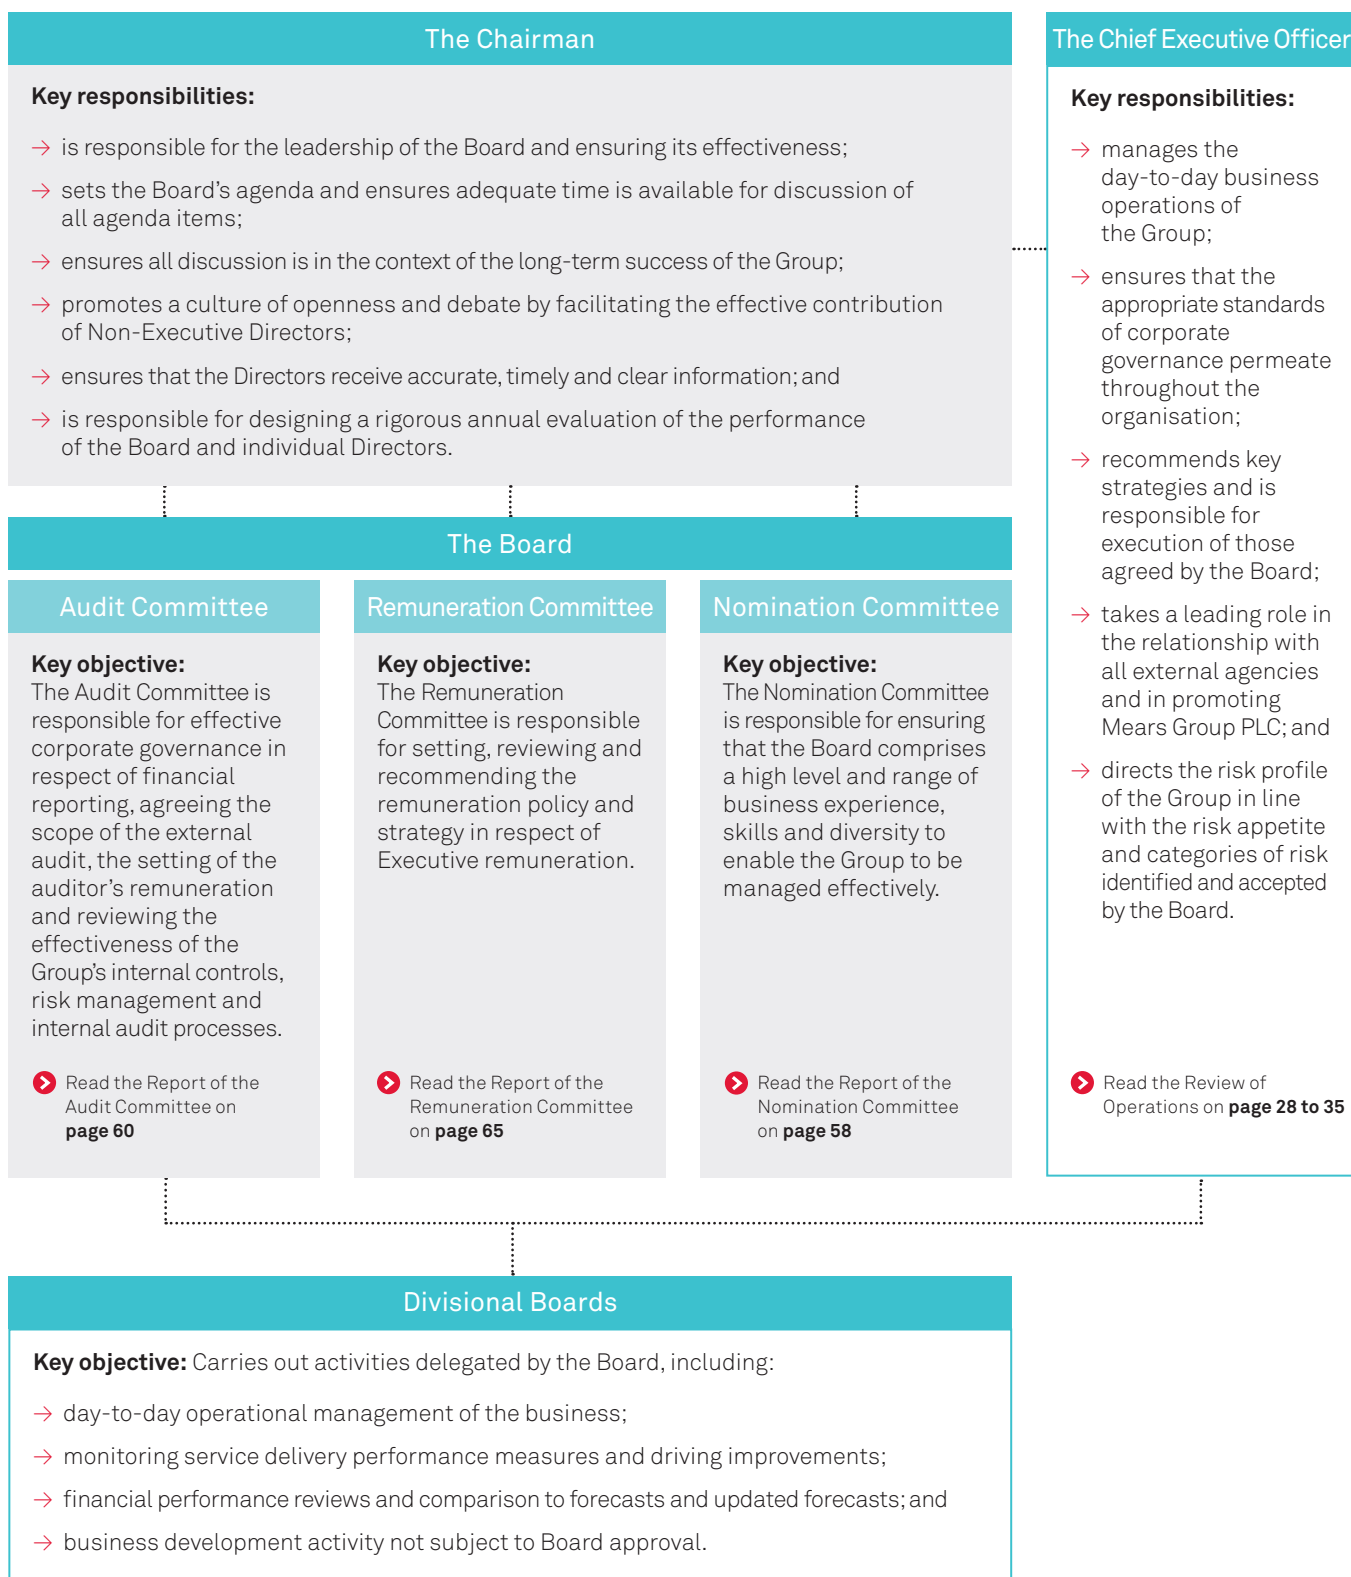 The Chairman
Key responsibilities:
→ is responsible for the leadership of the Board and ensuring its effectiveness;
→ sets the Board’s agenda and ensures adequate time is available for discussion of
all agenda items;
→ ensures all discussion is in the context of the long-term success of the Group;
→ promotes a culture of openness and debate by facilitating the effective contribution
of Non-Executive Directors;
→ ensures that the Directors receive accurate, timely and clear information; and
→ is responsible for designing a rigorous annual evaluation of the performance
of the Board and individual Directors.
The Chief Executive Officer
Key responsibilities:
→ manages the
day-to-day business
operations of
the Group;
→ ensures that the
appropriate standards
of corporate
governance permeate
throughout the
organisation;
→ recommends key
strategies and is
responsible for
execution of those
agreed by the Board;
→ takes a leading role in
the relationship with
all external agencies
and in promoting
Mears Group PLC; and
→ directs the risk profile
of the Group in line
with the risk appetite
and categories of risk
identified and accepted
by the Board.
Read the Review of
Operations on page 28 to 35
The Board
Audit Committee
Key objective:
The Audit Committee is
responsible for effective
corporate governance in
respect of financial
reporting, agreeing the
scope of the external
audit, the setting of the
auditor’s remuneration
and reviewing the
effectiveness of the
Group’s internal controls,
risk management and
internal audit processes.
Read the Report of the
Audit Committee on
page 60
Remuneration Committee
Key objective:
The Remuneration
Committee is responsible
for setting, reviewing and
recommending the
remuneration policy and
strategy in respect of
Executive remuneration.
Read the Report of the
Remuneration Committee
on page 65
Nomination Committee
Key objective:
The Nomination Committee
is responsible for ensuring
that the Board comprises
a high level and range of
business experience,
skills and diversity to
enable the Group to be
managed effectively.
Read the Report of the
Nomination Committee
on page 58
Divisional Boards
Key objective: Carries out activities delegated by the Board, including:
→ day-to-day operational management of the business;
→ monitoring service delivery performance measures and driving improvements;
→ financial performance reviews and comparison to forecasts and updated forecasts; and
→ business development activity not subject to Board approval.